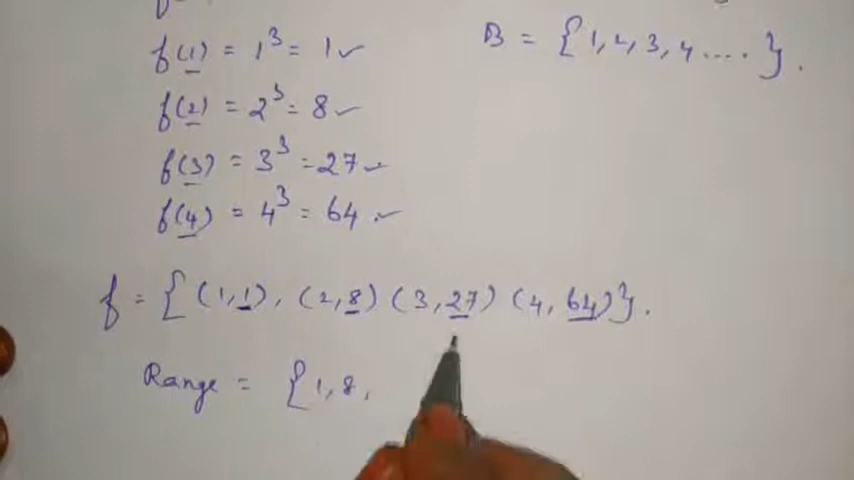 f(1) = 1³ = 1 ✓
B = {1, 2, 3, 4 .... }.
f(2) = 2³ = 8 ✓
f(3) = 3³ = 27 ✓
f(4) = 4³ = 64 ✓
f = {(1,1), (2,8) (3,27) (4,64)}.
Range = {1, 8,